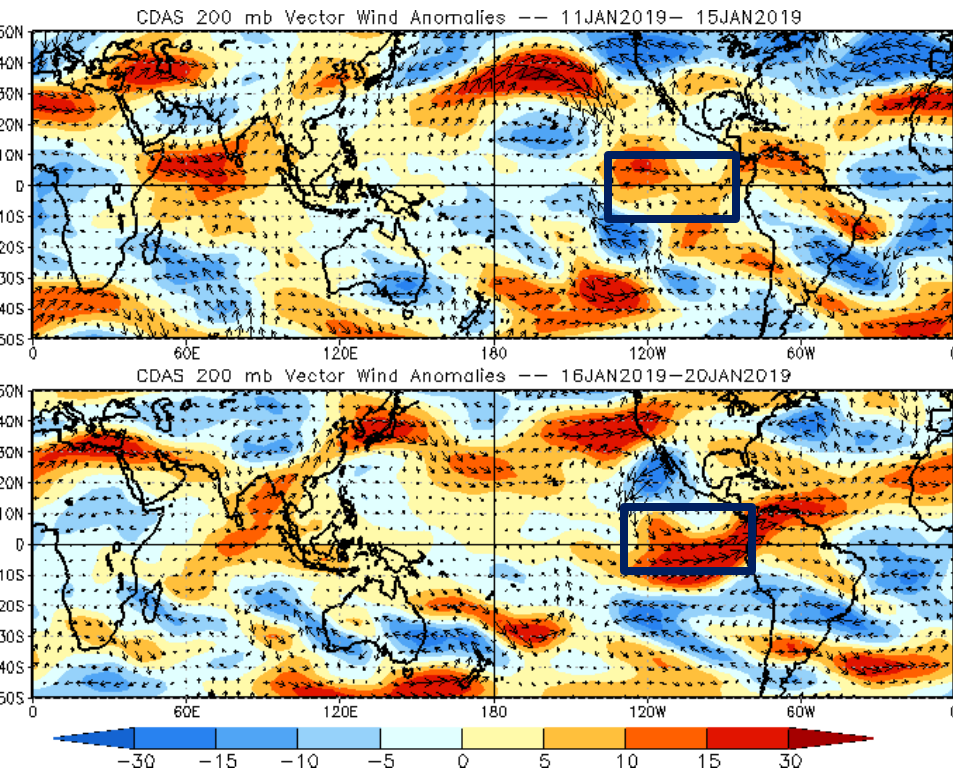 CDAS 200 mb Vector Wind Anomalies -- 11JAN2019- 15JAN2019
50N
40N
30N
20N
10N
0
10S
20S
30S
40S
50S
0 60E 120E 180 120W 60W 0
CDAS 200 mb Vector Wind Anomalies -- 16JAN2019-20JAN2019
50N
40N
30N
20N
10N
0
10S
20S
30S
40S
50S
0 60E 120E 180 120W 60W 0
-30 -15 -10 -5 0 5 10 15 30